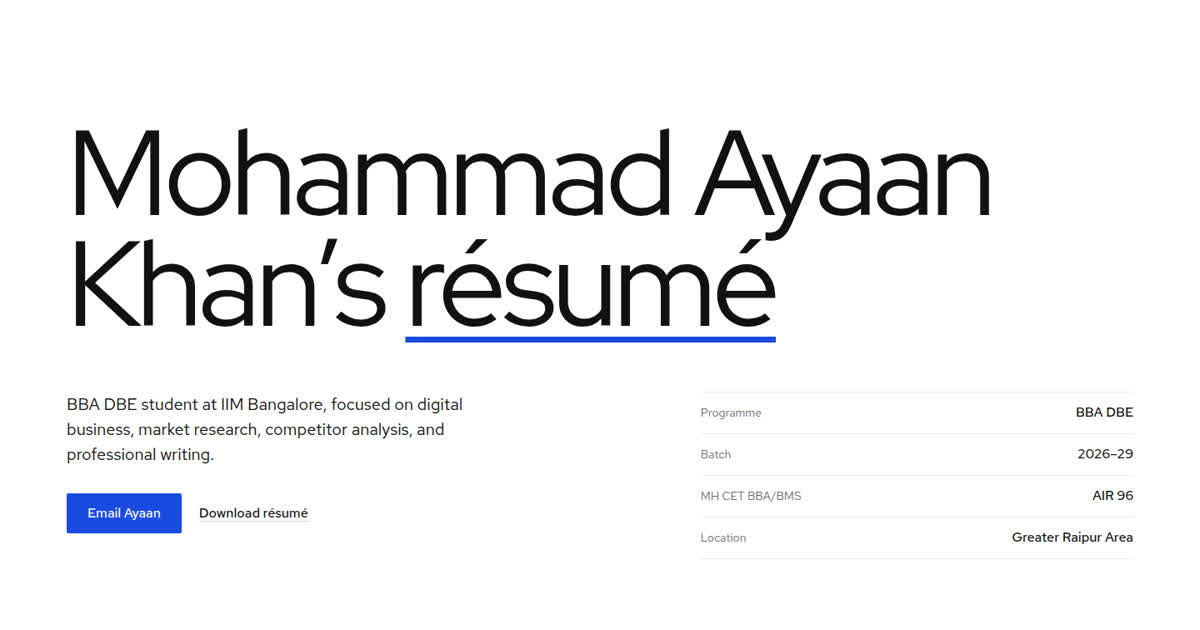 Mohammad Ayaan
Khan’s résumé
BBA DBE student at IIM Bangalore, focused on digital
business, market research, competitor analysis, and
professional writing.
Email Ayaan
Download résumé
Programme
BBA DBE
Batch
2026–29
MH CET BBA/BMS
AIR 96
Location
Greater Raipur Area